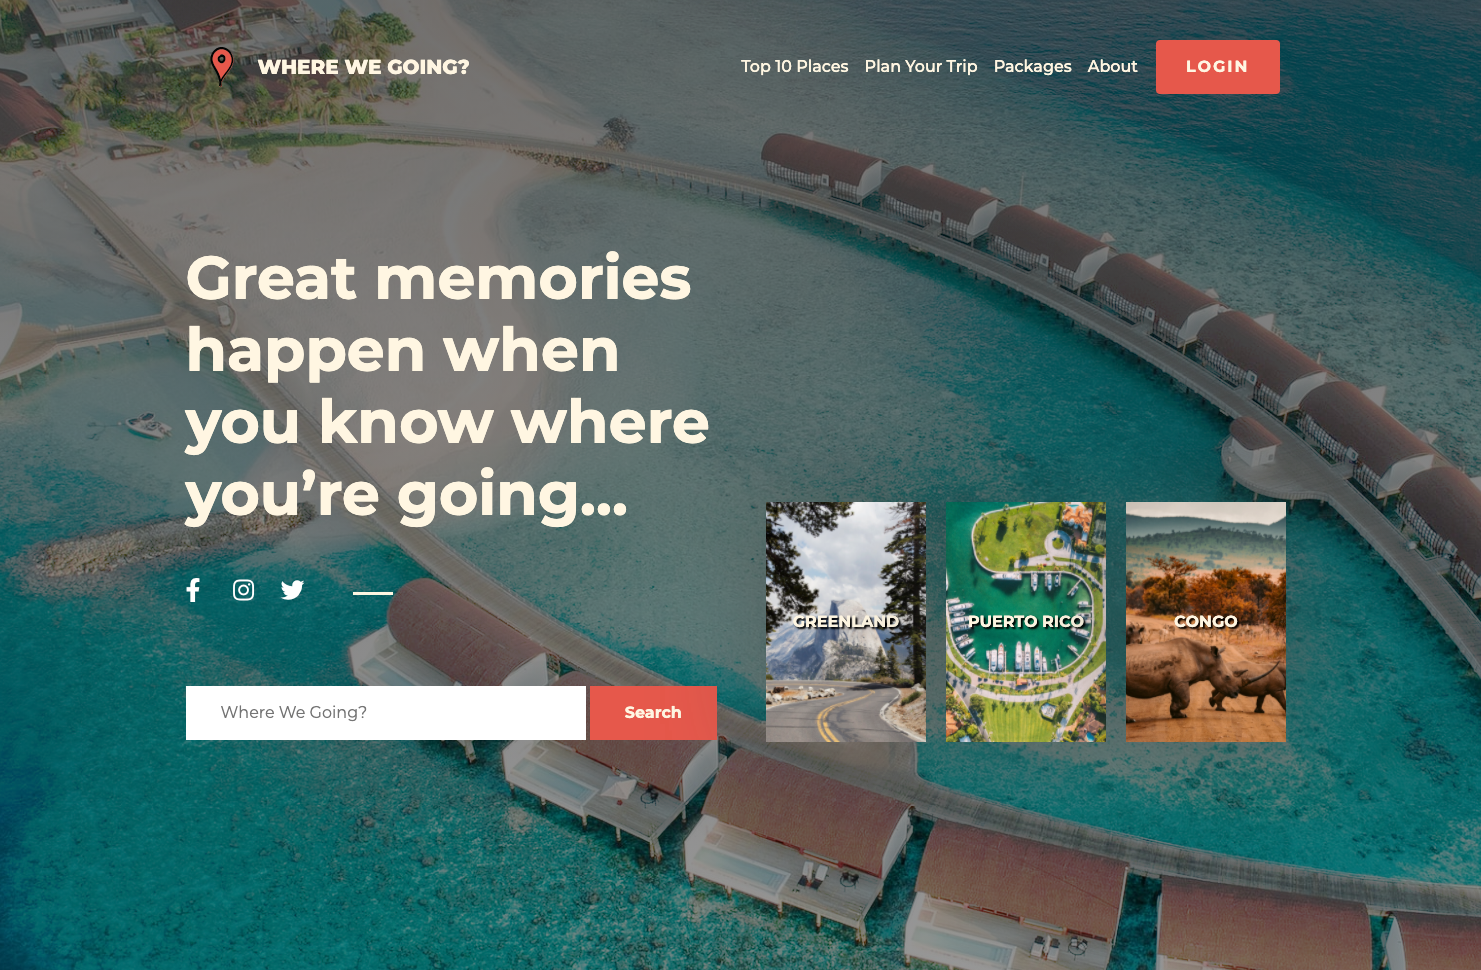 WHERE WE GOING?
Top 10 Places Plan Your Trip Packages About LOGIN
Great memories
happen when
you know where
you’re going...
GREENLAND PUERTO RICO CONGO
Where We Going? Search